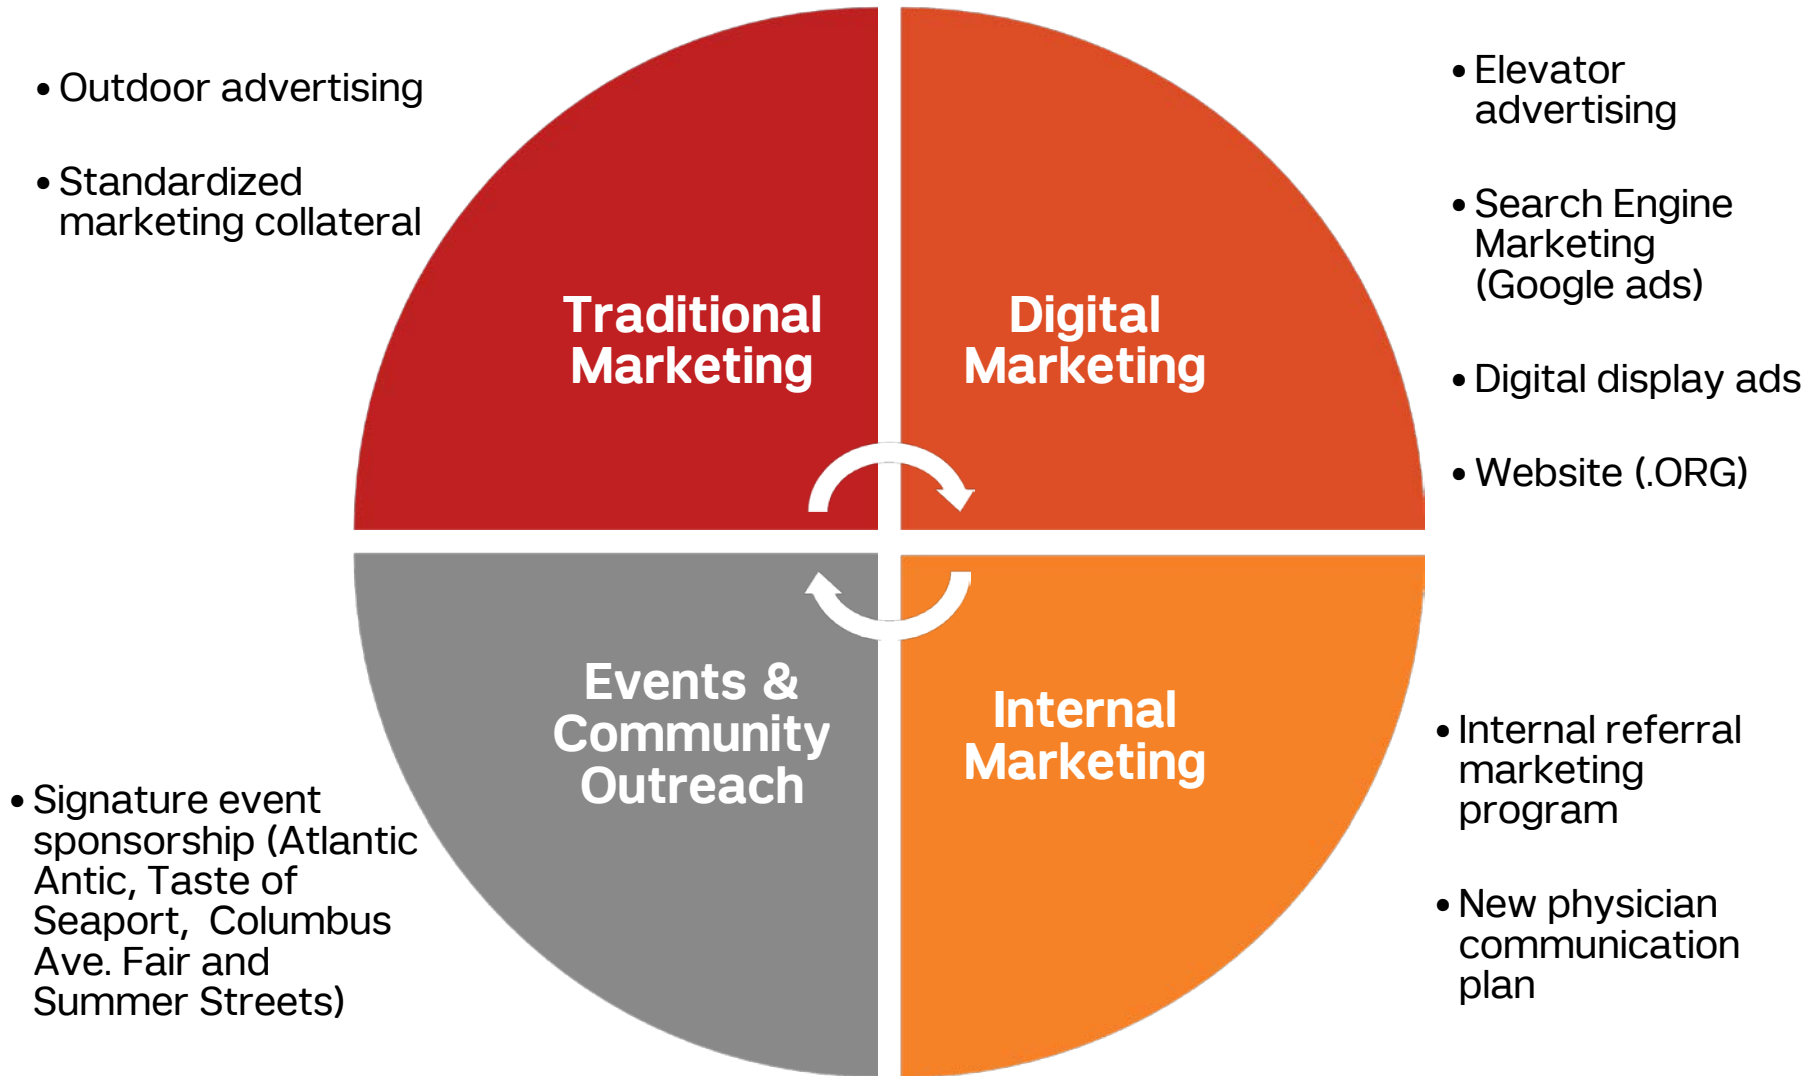 • Outdoor advertising
• Standardized
marketing collateral
Traditional
Marketing
Digital
Marketing
• Elevator
advertising
• Search Engine
Marketing
(Google ads)
• Digital display ads
• Website (.ORG)
Events &
Community
Outreach
• Signature event
sponsorship (Atlantic
Antic, Taste of
Seaport,  Columbus
Ave. Fair and
Summer Streets)
Internal
Marketing
• Internal referral
marketing
program
• New physician
communication
plan